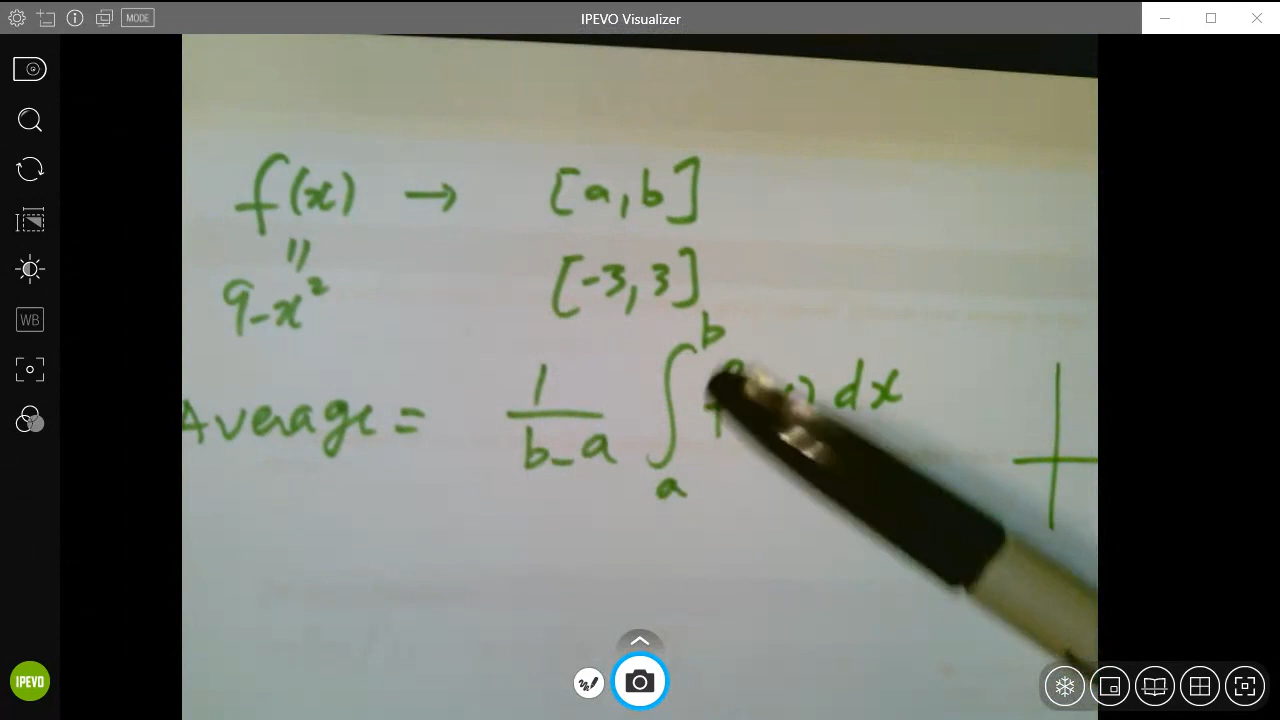 MODE
IPEVO Visualizer
WB
f(x) → [a, b]
=
9-x² [-3, 3]
Average = 1/(b-a) ∫ₐᵇ f(x) dx
IPEVO